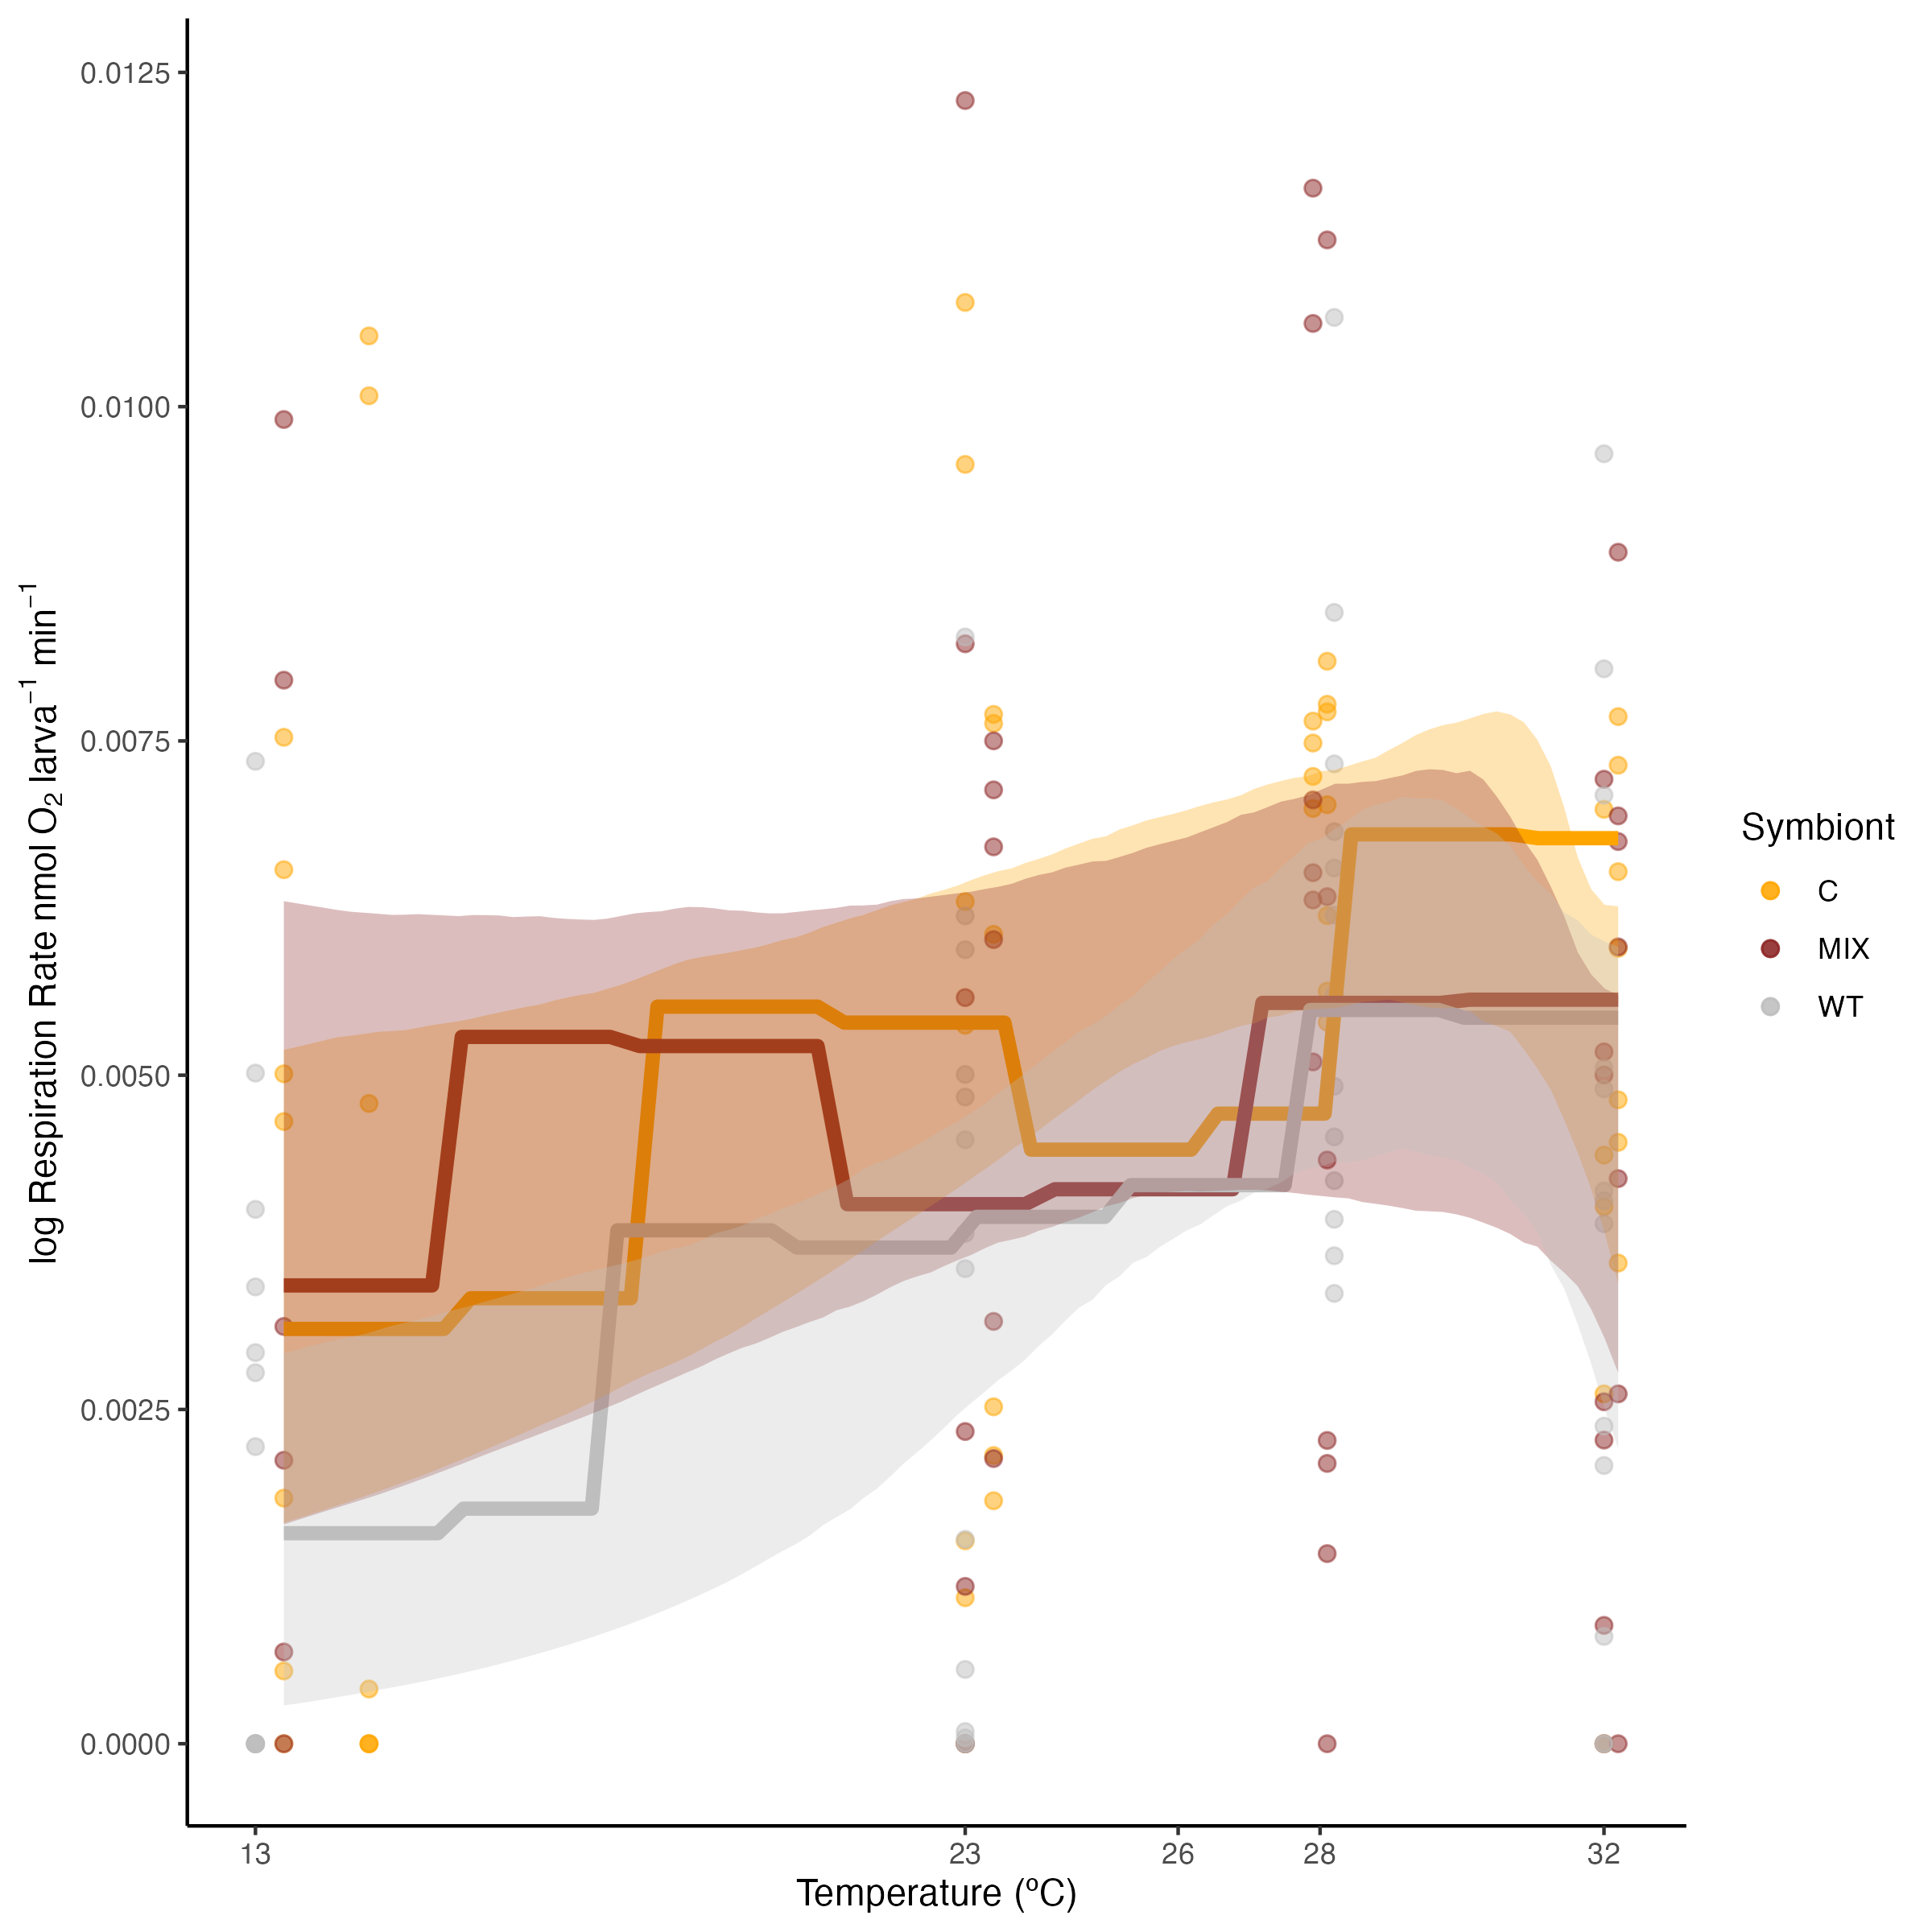 0.0125
0.0100
0.0075
0.0050
0.0025
0.0000
log Respiration Rate nmol O₂ larva⁻¹ min⁻¹
13
23
26
28
32
Temperature (ºC)
Symbiont
C
MIX
WT